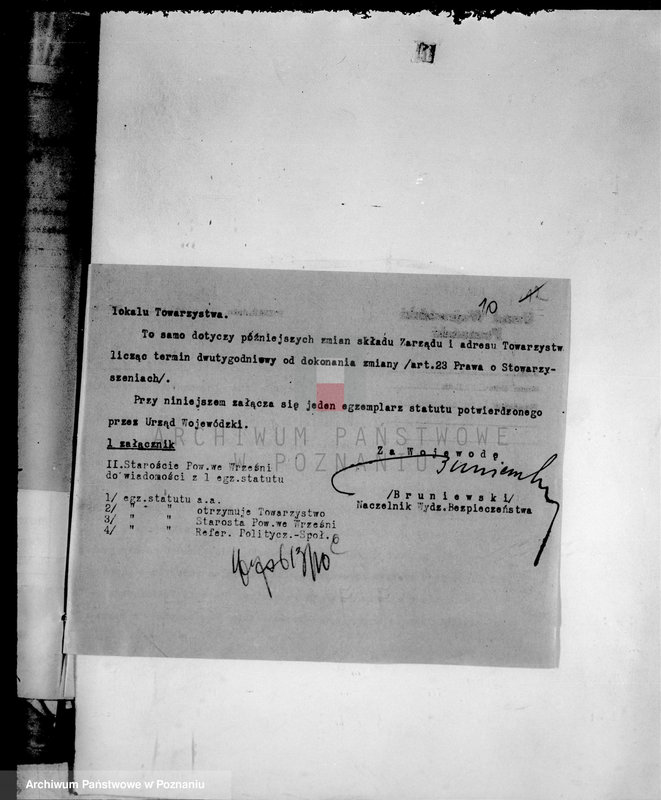 10
lokalu Towarzystwa.
To samo dotyczy późniejszych zmian składu Zarządu i adresu Towarzystw
licząc termin dwutygodniowy od dokonania zmiany /art.23 Prawa o Stowarzy-
szeniach/.
Przy niniejszem załącza się jeden egzemplarz statutu potwierdzonego
przez Urząd Wojewódzki.
1 załącznik
Za Wojewodę
II.Staroście Pow.we Wrześni
do wiadomości z 1 egz.statutu
/Bruniewski/
Naczelnik Wydz.Bezpieczeństwa
1/ egz.statutu a.a.
2/ " - " " otrzymuje Towarzystwo
3/ " " Starosta Pow.we Wrześni
4/ " " Refer. Politycz.-Społ.
ARCHIWUM PAŃSTWOWE
W POZNANIU
Archiwum Państwowe w Poznaniu